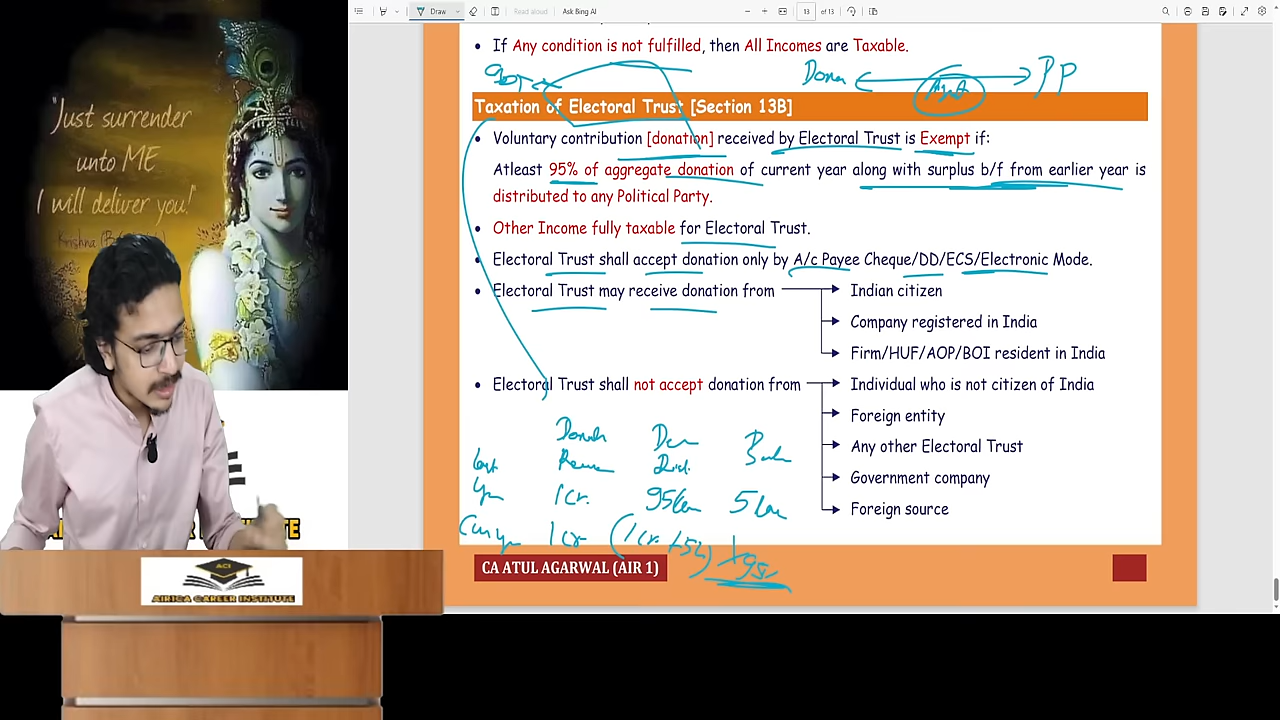 Draw
Read aloud
Ask Bing AI
13
of 13
"Just surrender
unto ME
I will deliver you!"
• If Any condition is not fulfilled, then All Incomes are Taxable.
PP
Taxation of Electoral Trust [Section 13B]
• Voluntary contribution [donation] received by Electoral Trust is Exempt if:
Atleast 95% of aggregate donation of current year along with surplus b/f from earlier year is
distributed to any Political Party.
• Other Income fully taxable for Electoral Trust.
• Electoral Trust shall accept donation only by A/c Payee Cheque/DD/ECS/Electronic Mode.
• Electoral Trust may receive donation from
Indian citizen
Company registered in India
Firm/HUF/AOP/BOI resident in India
• Electoral Trust shall not accept donation from
Individual who is not citizen of India
Foreign entity
Any other Electoral Trust
Government company
Foreign source
1 Cr.
1 Cr
CA ATUL AGARWAL (AIR 1)
ACI
AIR1CA CAREER INSTITUTE